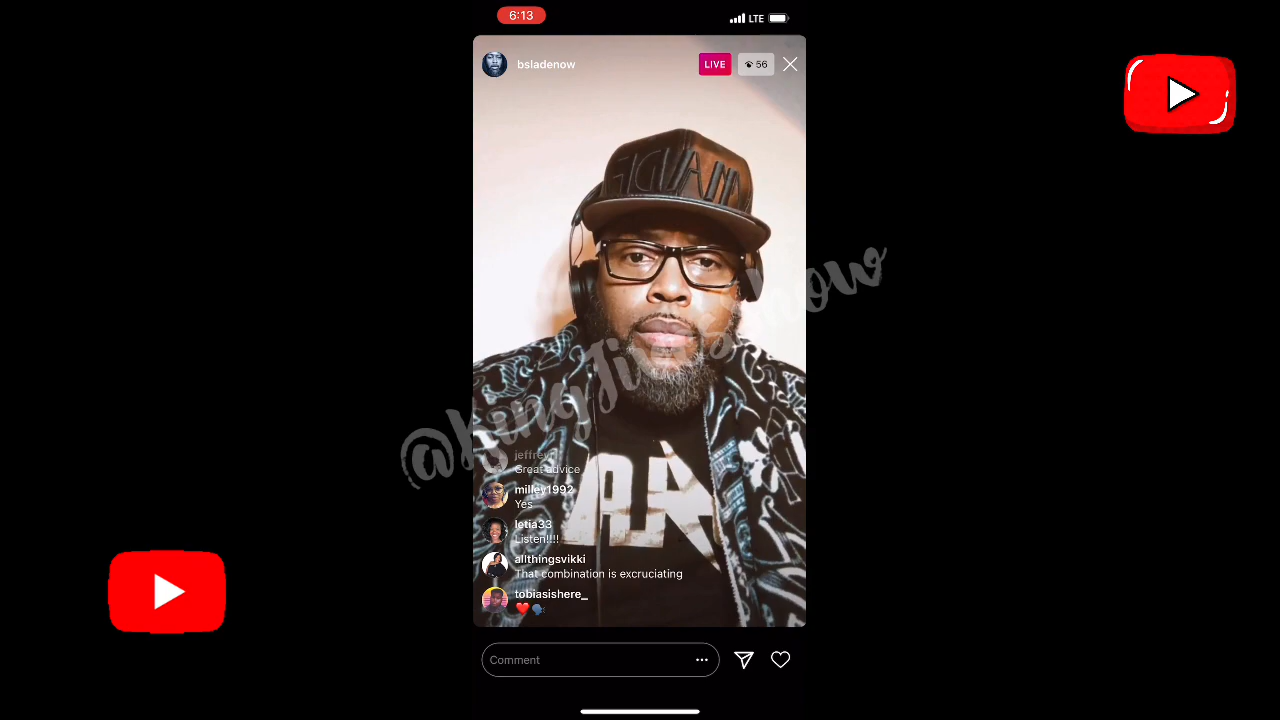 6:13
LTE
bsladenow
LIVE
56
@KingJivesShow
Great advice
milley1992
Yes
letia33
Listen!!!!
allthingsvikki
That combination is excruciating
tobiasishere_
Comment